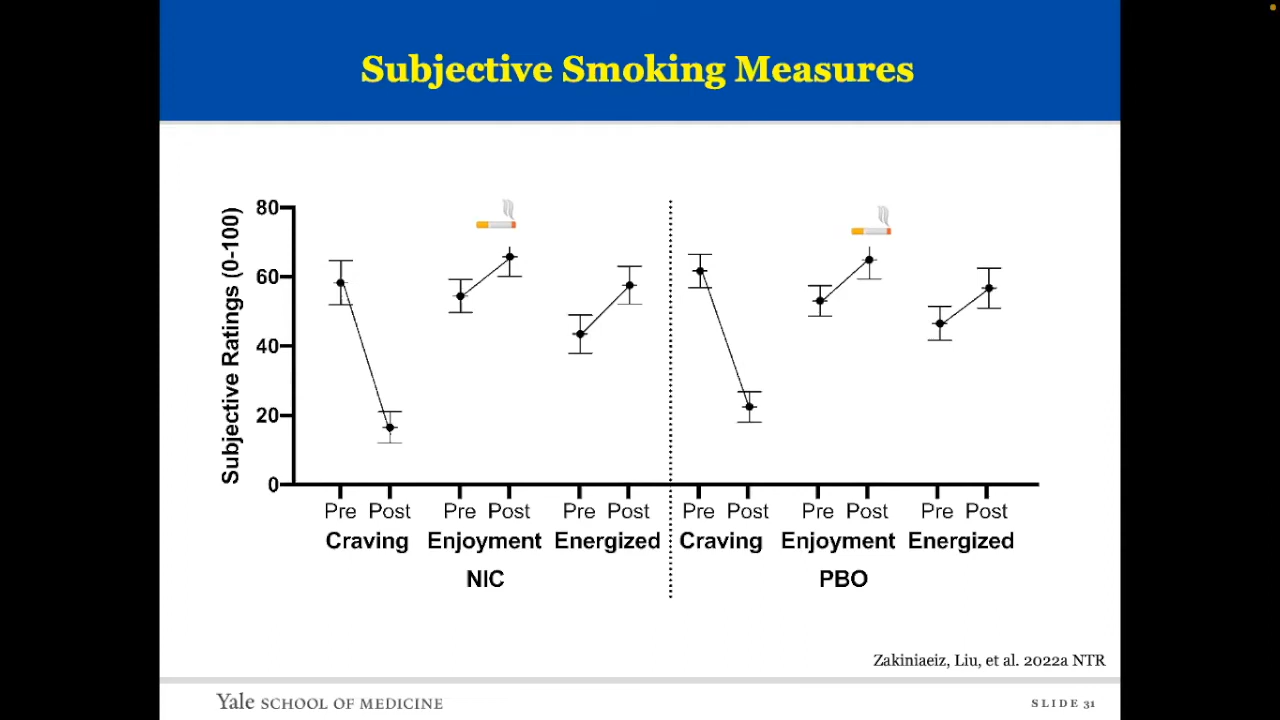 Subjective Smoking Measures
Subjective Ratings (0-100)
80
60
40
20
0
Pre Post Pre Post Pre Post Pre Post Pre Post Pre Post
Craving Enjoyment Energized Craving Enjoyment Energized
NIC PBO
Zakiniaeiz, Liu, et al. 2022a NTR
Yale SCHOOL OF MEDICINE SLIDE 31